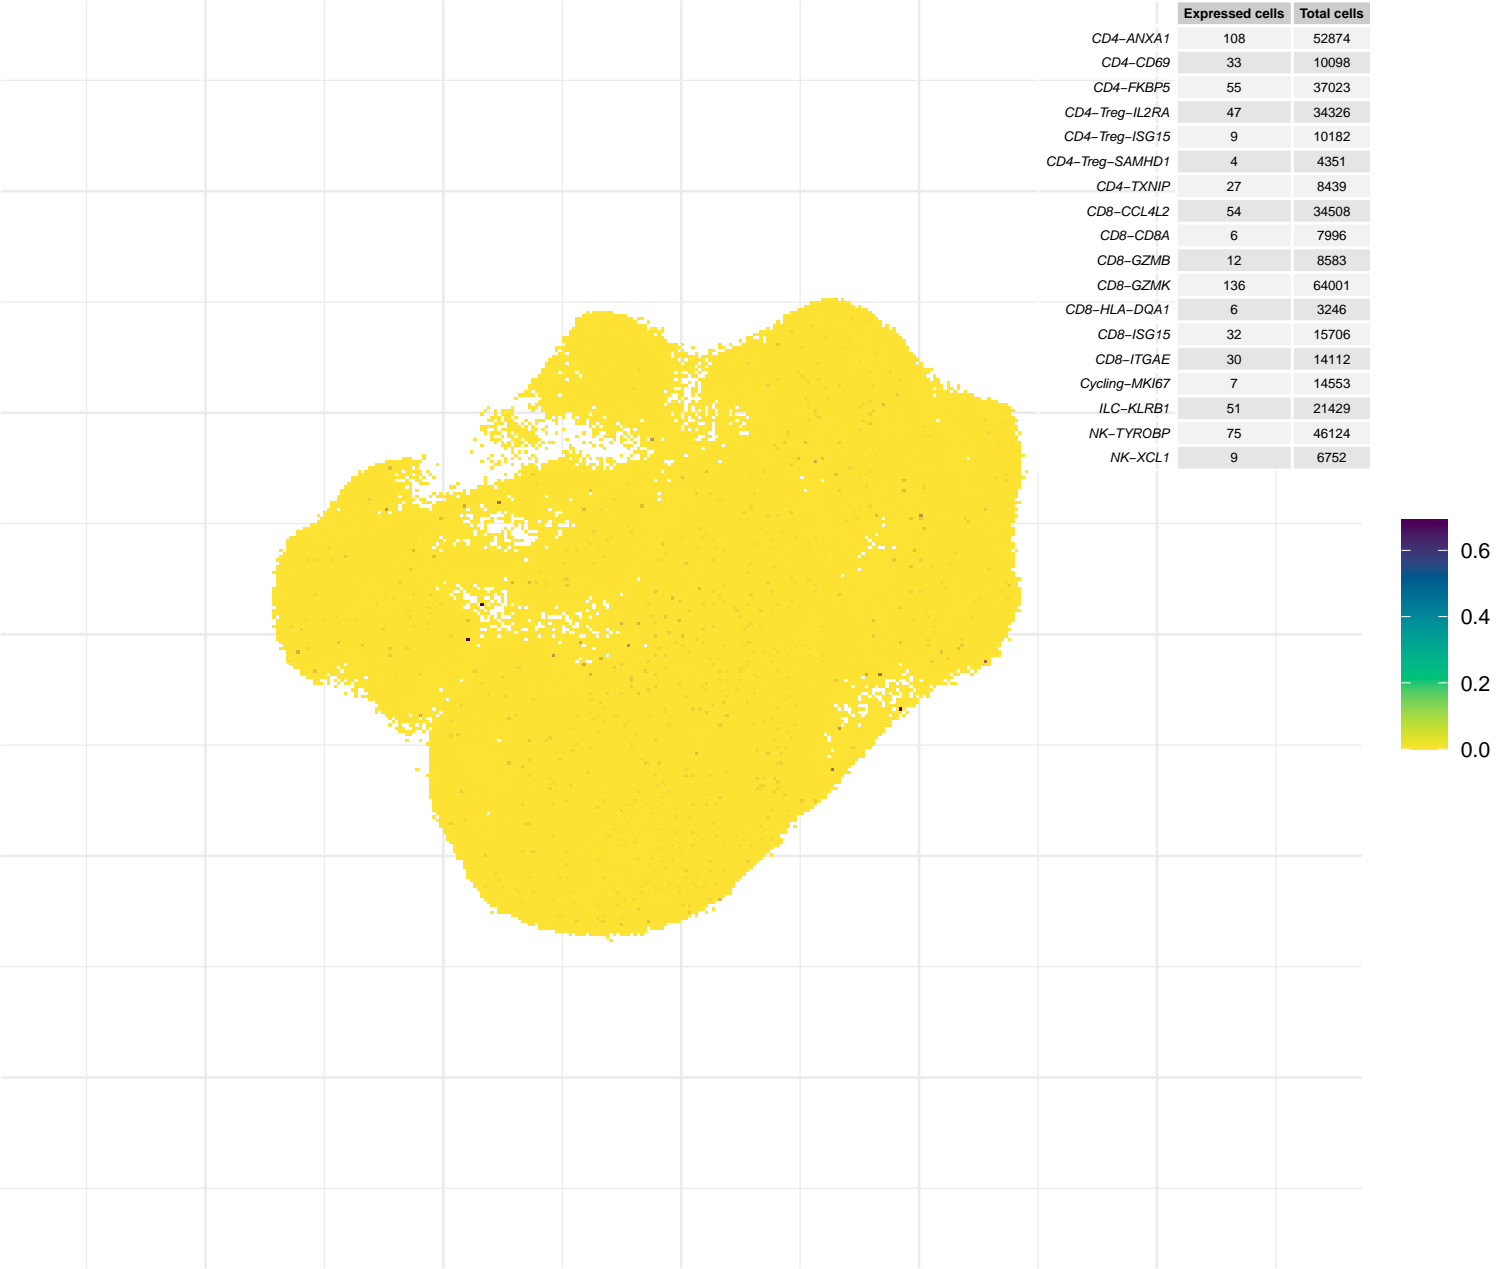 Expressed cells Total cells
CD4−ANXA1 108 52874
CD4−CD69 33 10098
CD4−FKBP5 55 37023
CD4−Treg−IL2RA 47 34326
CD4−Treg−ISG15 9 10182
CD4−Treg−SAMHD1 4 4351
CD4−TXNIP 27 8439
CD8−CCL4L2 54 34508
CD8−CD8A 6 7996
CD8−GZMB 12 8583
CD8−GZMK 136 64001
CD8−HLA−DQA1 6 3246
CD8−ISG15 32 15706
CD8−ITGAE 30 14112
Cycling−MKI67 7 14553
ILC−KLRB1 51 21429
NK−TYROBP 75 46124
NK−XCL1 9 6752
0.6
0.4
0.2
0.0